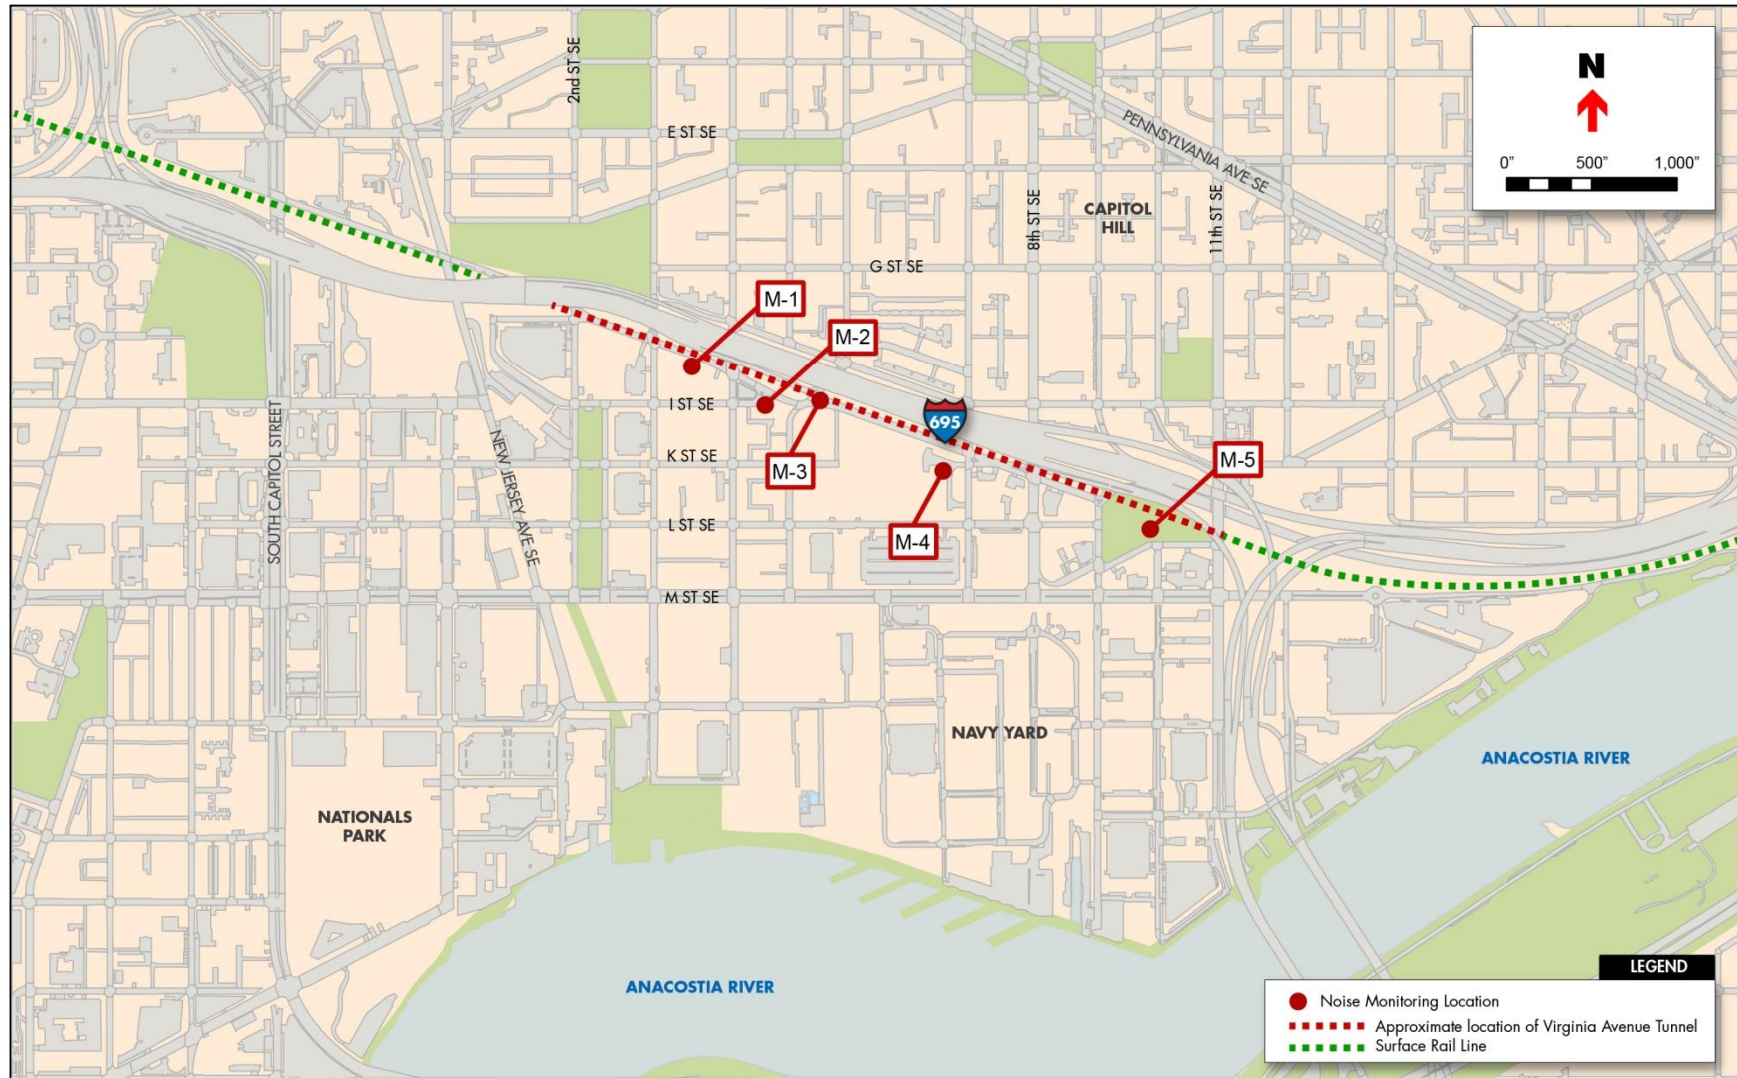 N
0" 500" 1,000"
2nd ST SE
E ST SE
PENNSYLVANIA AVE SE
8th ST SE
CAPITOL
HILL
11th ST SE
G ST SE
M-1
M-2
I ST SE
695
M-3
K ST SE
M-5
SOUTH CAPITOL STREET
NEW JERSEY AVE SE
L ST SE
M-4
M ST SE
NAVY YARD
ANACOSTIA RIVER
NATIONALS
PARK
ANACOSTIA RIVER
LEGEND
Noise Monitoring Location
Approximate location of Virginia Avenue Tunnel
Surface Rail Line